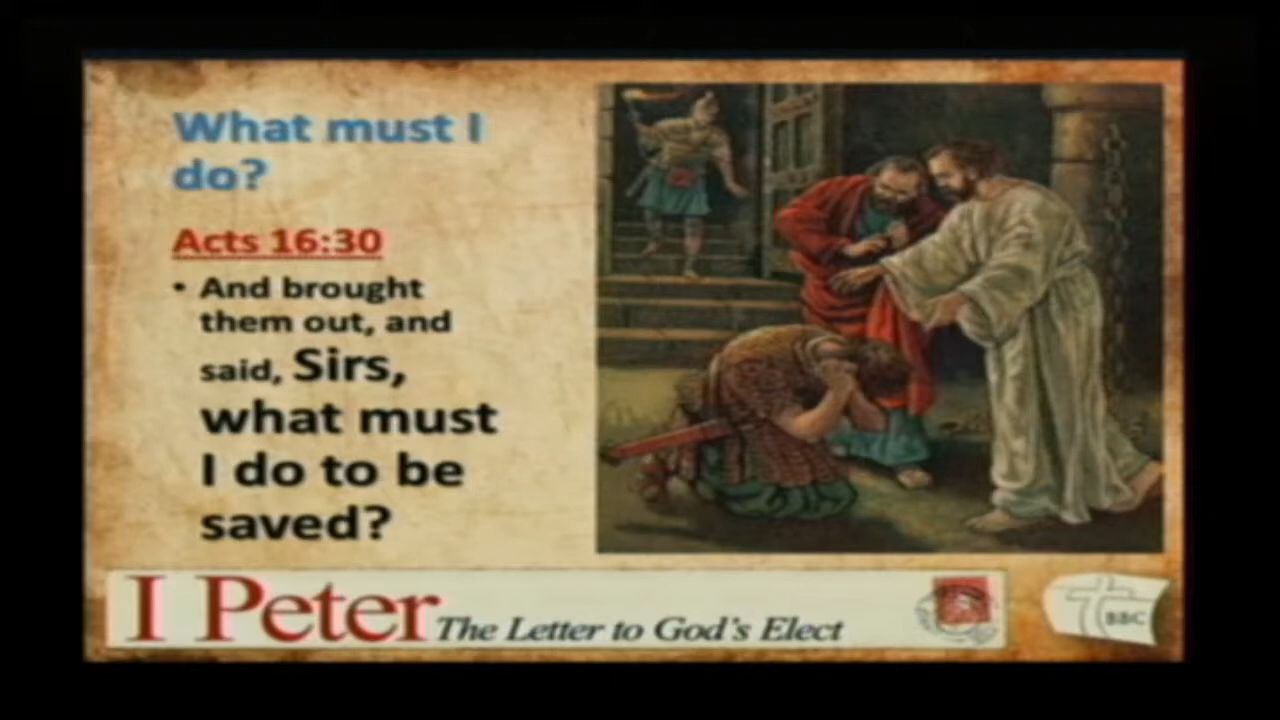 What must I
do?
Acts 16:30
• And brought
them out, and
said, Sirs,
what must
I do to be
saved?
I Peter The Letter to God's Elect
BBC